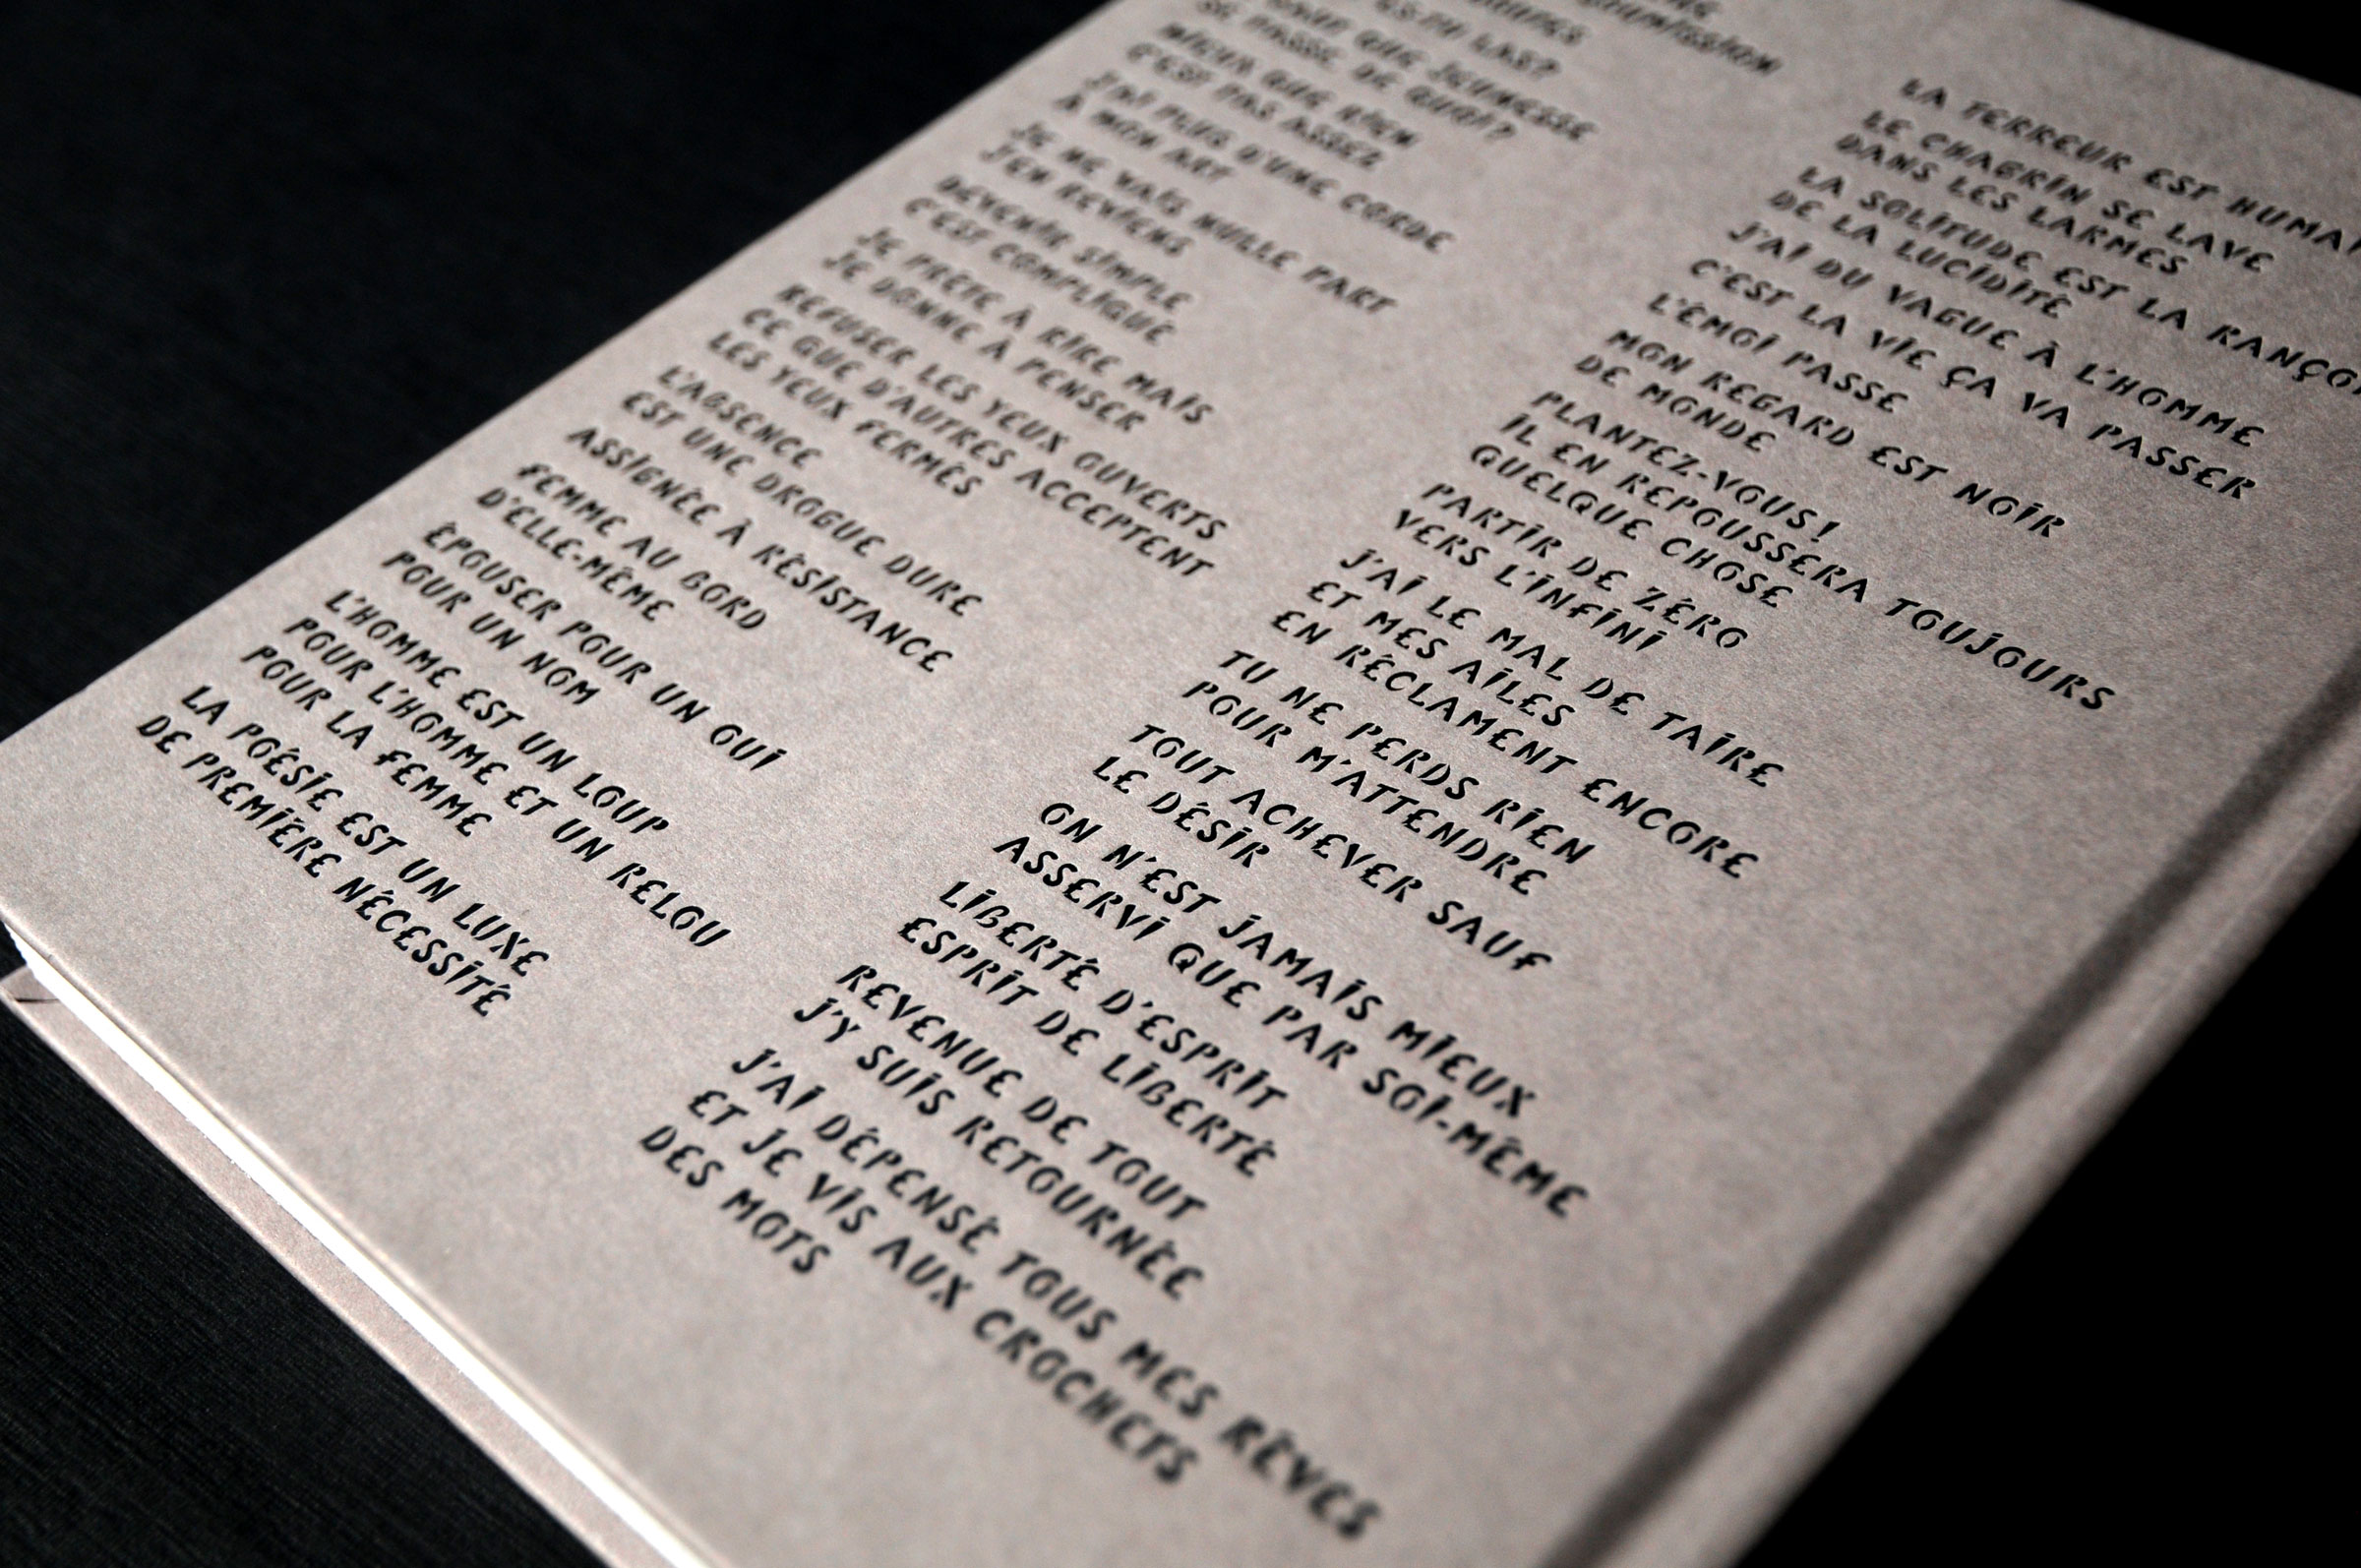 LAS?
QUE JEUNESSE
SE PASSE, DE QUOI?
MIEUX QUE RIEN
C'EST PAS ASSEZ
J'AI PLUS D'UNE CORDE
À MON ART
JE NE VAIS NULLE PART
J'EN REVIENS
DEVENIR SIMPLE
C'EST COMPLIQUÉ
JE PRÊTE À RIRE MAIS
JE DONNE À PENSER
REFUSER LES YEUX OUVERTS
CE QUE D'AUTRES ACCEPTENT
LES YEUX FERMÉS
L'ABSENCE
EST UNE DROGUE DURE
ASSIGNÉE À RÉSISTANCE
FEMME AU BORD
D'ELLE-MÊME
ÉPOUSER POUR UN OUI
POUR UN NOM
L'HOMME EST UN LOUP
POUR L'HOMME ET UN RELOU
POUR LA FEMME
LA POÉSIE EST UN LUXE
DE PREMIÈRE NÉCESSITÉ
LA TERREUR EST
LE CHAGRIN SE LAVE
DANS LES LARMES
LA SOLITUDE EST LA
DE LA LUCIDITÉ
J'AI DU VAGUE À L'HOMME
C'EST LA VIE ÇA VA PASSER
L'ÉMOI PASSE
MON REGARD EST NOIR
DE MONDE
PLANTEZ-VOUS!
IL EN REPOUSSERA TOUJOURS
QUELQUE CHOSE
PARTIR DE ZÉRO
VERS L'INFINI
J'AI LE MAL DE TAIRE
ET MES AILES
EN RÉCLAMENT ENCORE
TU NE PERDS RIEN
POUR M'ATTENDRE
TOUT ACHEVER SAUF
LE DÉSIR
ON N'EST JAMAIS MIEUX
ASSERVI QUE PAR SOI-MÊME
LIBERTÉ D'ESPRIT
ESPRIT DE LIBERTÉ
REVENUE DE TOUT
J'Y SUIS RETOURNÉE
J'AI DÉPENSÉ TOUS MES RÊVES
ET JE VIS AUX CROCHETS
DES MOTS